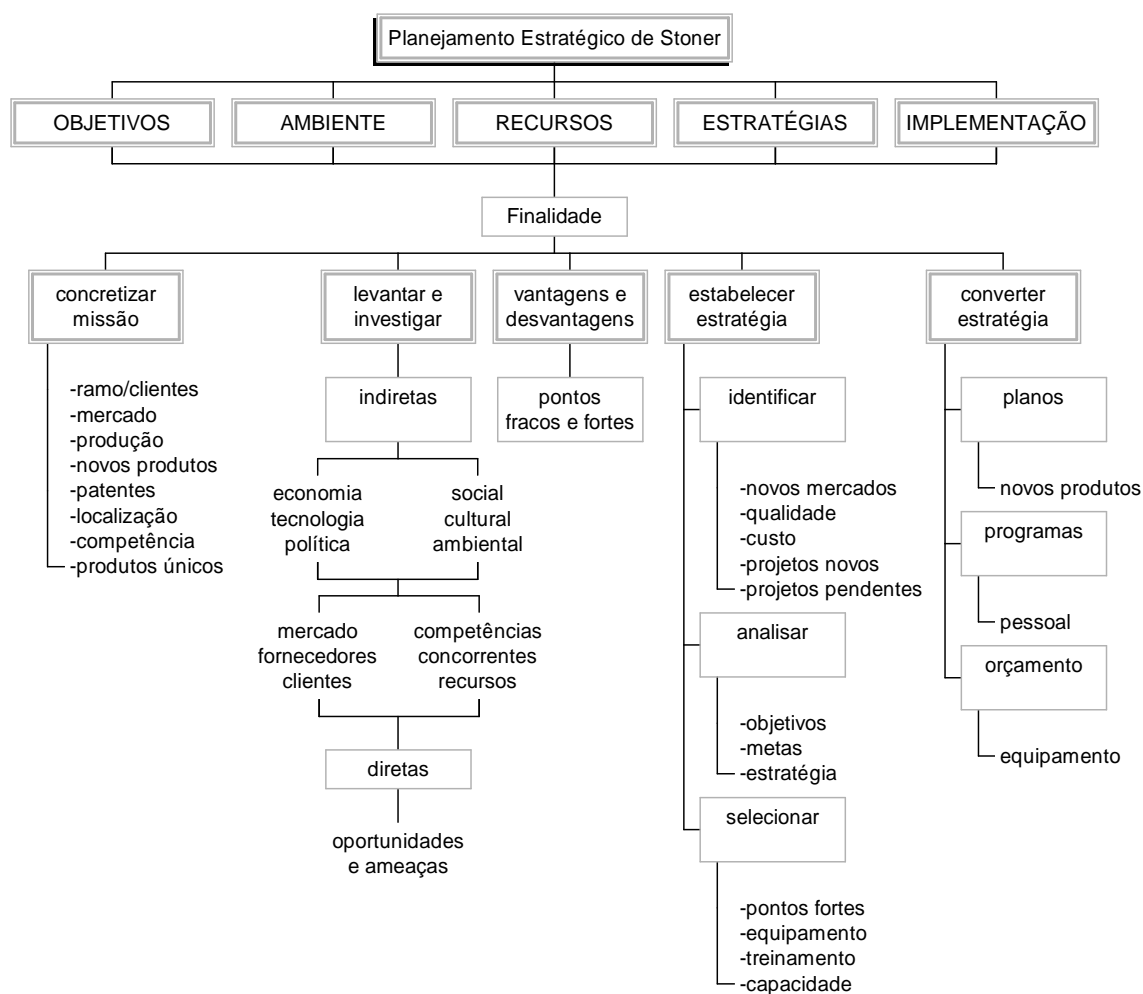 Planejamento Estratégico de Stoner
OBJETIVOS
AMBIENTE
RECURSOS
ESTRATÉGIAS
IMPLEMENTAÇÃO
Finalidade
concretizar
missão
-ramo/clientes
-mercado
-produção
-novos produtos
-patentes
-localização
-competência
-produtos únicos
levantar e
investigar
indiretas
economia
tecnologia
política
social
cultural
ambiental
mercado
fornecedores
clientes
competências
concorrentes
recursos
diretas
oportunidades
e ameaças
vantagens e
desvantagens
pontos
fracos e fortes
estabelecer
estratégia
identificar
-novos mercados
-qualidade
-custo
-projetos novos
-projetos pendentes
analisar
-objetivos
-metas
-estratégia
selecionar
-pontos fortes
-equipamento
-treinamento
-capacidade
converter
estratégia
planos
novos produtos
programas
pessoal
orçamento
equipamento